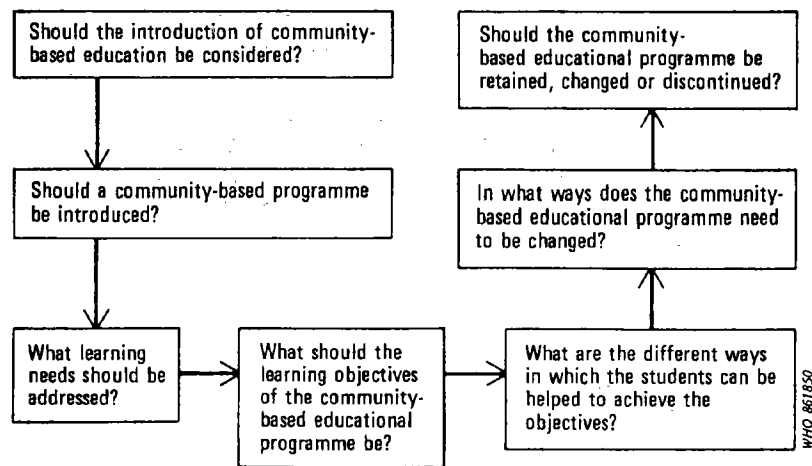 Should the introduction of community-
based education be considered?
Should a community-based programme
be introduced?
What learning
needs should be
addressed?
What should the
learning objectives
of the community-
based educational
programme be?
What are the different ways
in which the students can be
helped to achieve the
objectives?
In what ways does the community-
based educational programme need
to be changed?
Should the community-
based educational programme be
retained, changed or discontinued?
WHO 861850